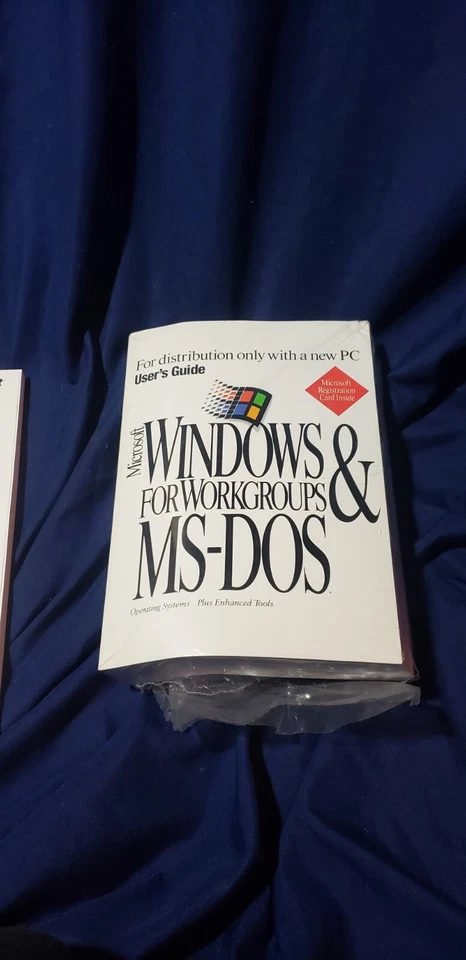 For distribution only with a new PC
User's Guide
Microsoft
Registration
Card Inside
Microsoft
WINDOWS
FOR WORKGROUPS
&
MS-DOS
Operating Systems Plus Enhanced Tools